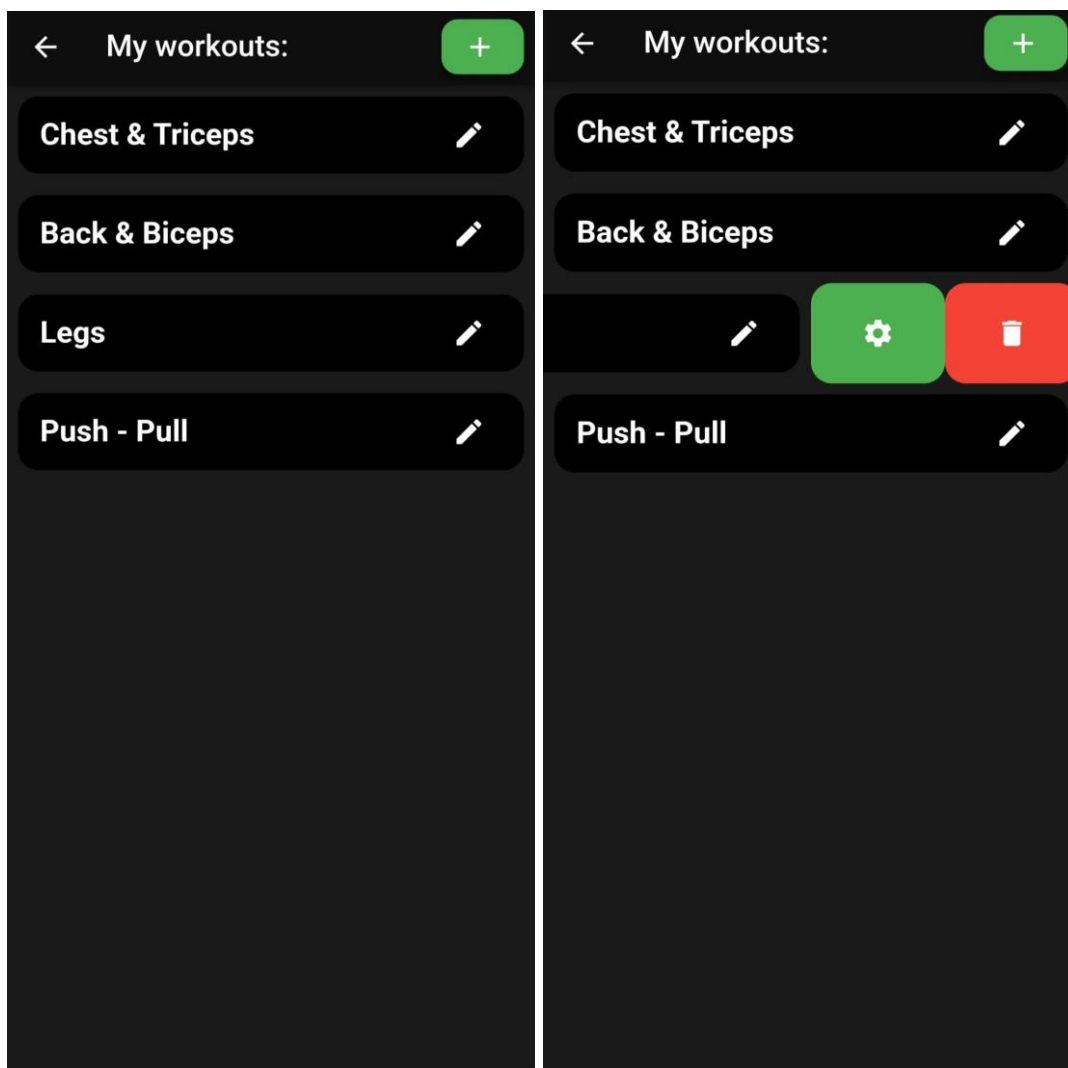 My workouts:
Chest & Triceps
Back & Biceps
Legs
Push - Pull
My workouts:
Chest & Triceps
Back & Biceps
Push - Pull